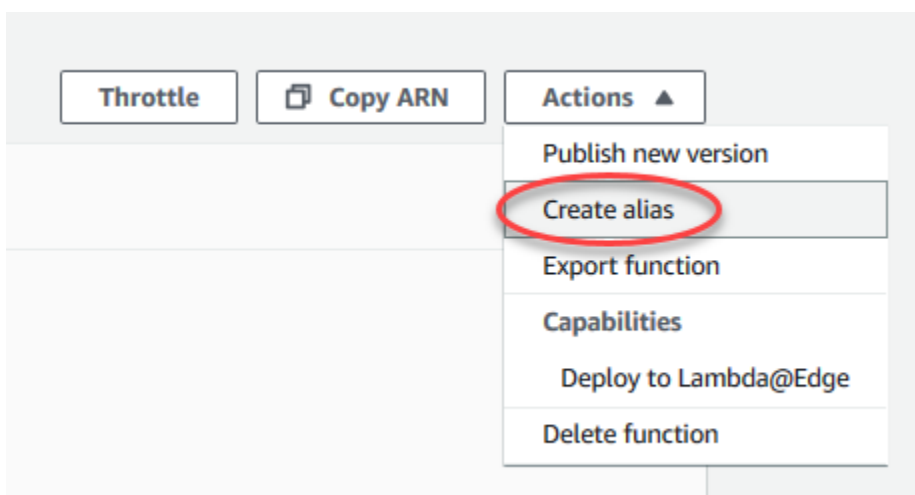 Throttle Copy ARN Actions
Publish new version
Create alias
Export function
Capabilities
Deploy to Lambda@Edge
Delete function